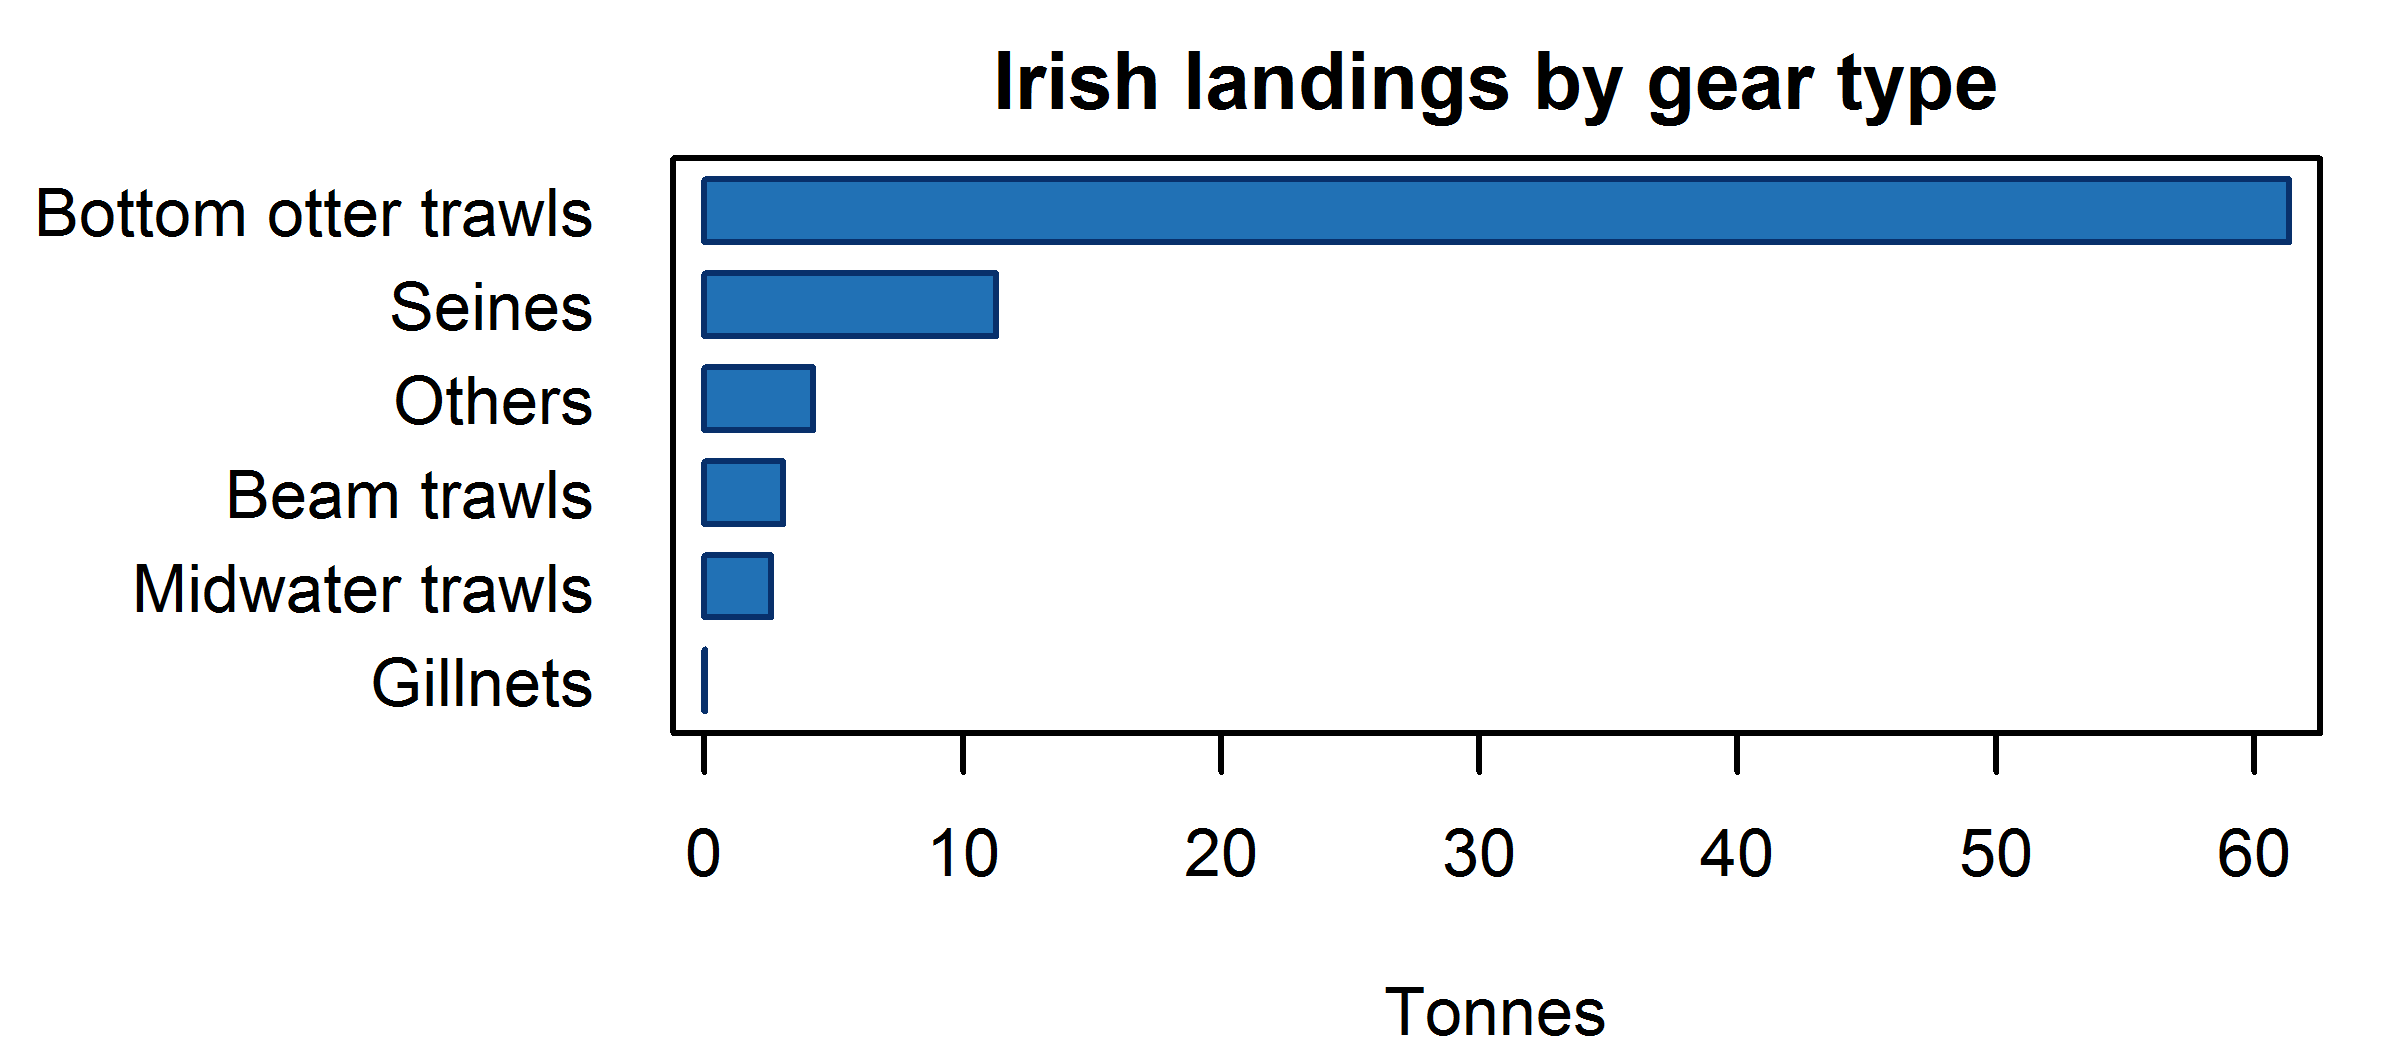 Irish landings by gear type
Bottom otter trawls
Seines
Others
Beam trawls
Midwater trawls
Gillnets
0 10 20 30 40 50 60
Tonnes